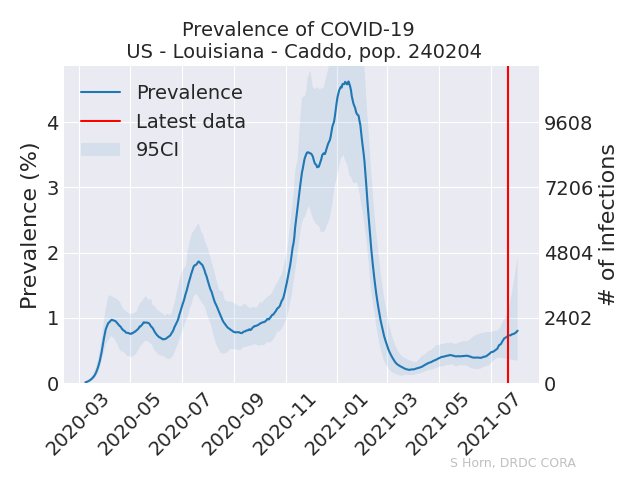 Prevalence of COVID-19
US - Louisiana - Caddo, pop. 240204
Prevalence
Latest data
95CI
Prevalence (%)
4
3
2
1
0
9608
7206
4804
2402
0
# of infections
2020-03
2020-05
2020-07
2020-09
2020-11
2021-01
2021-03
2021-05
2021-07
S Horn, DRDC CORA